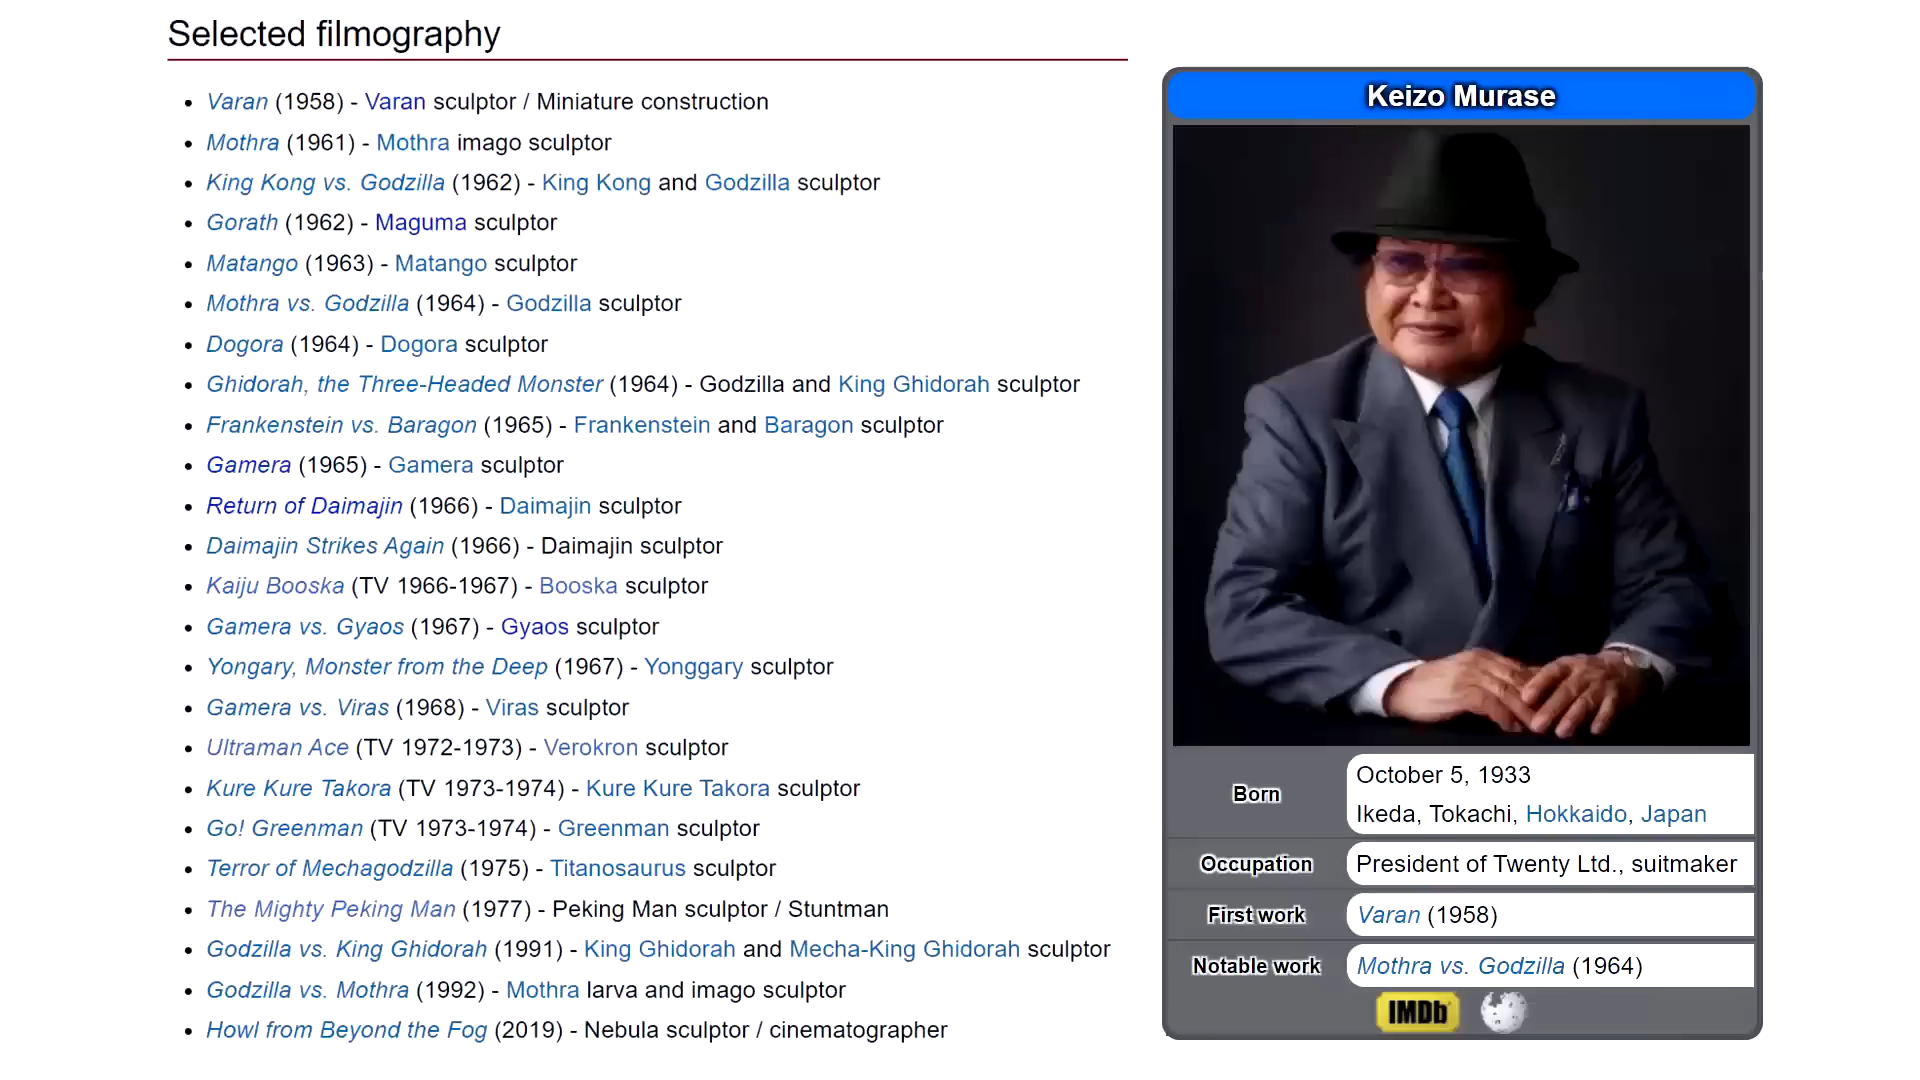 Selected filmography
Varan (1958) - Varan sculptor / Miniature construction
Mothra (1961) - Mothra imago sculptor
King Kong vs. Godzilla (1962) - King Kong and Godzilla sculptor
Gorath (1962) - Maguma sculptor
Matango (1963) - Matango sculptor
Mothra vs. Godzilla (1964) - Godzilla sculptor
Dogora (1964) - Dogora sculptor
Ghidorah, the Three-Headed Monster (1964) - Godzilla and King Ghidorah sculptor
Frankenstein vs. Baragon (1965) - Frankenstein and Baragon sculptor
Gamera (1965) - Gamera sculptor
Return of Daimajin (1966) - Daimajin sculptor
Daimajin Strikes Again (1966) - Daimajin sculptor
Kaiju Booska (TV 1966-1967) - Booska sculptor
Gamera vs. Gyaos (1967) - Gyaos sculptor
Yongary, Monster from the Deep (1967) - Yonggary sculptor
Gamera vs. Viras (1968) - Viras sculptor
Ultraman Ace (TV 1972-1973) - Verokron sculptor
Kure Kure Takora (TV 1973-1974) - Kure Kure Takora sculptor
Go! Greenman (TV 1973-1974) - Greenman sculptor
Terror of Mechagodzilla (1975) - Titanosaurus sculptor
The Mighty Peking Man (1977) - Peking Man sculptor / Stuntman
Godzilla vs. King Ghidorah (1991) - King Ghidorah and Mecha-King Ghidorah sculptor
Godzilla vs. Mothra (1992) - Mothra larva and imago sculptor
Howl from Beyond the Fog (2019) - Nebula sculptor / cinematographer
Keizo Murase
Born
October 5, 1933
Ikeda, Tokachi, Hokkaido, Japan
Occupation President of Twenty Ltd., suitmaker
First work Varan (1958)
Notable work Mothra vs. Godzilla (1964)
IMDb